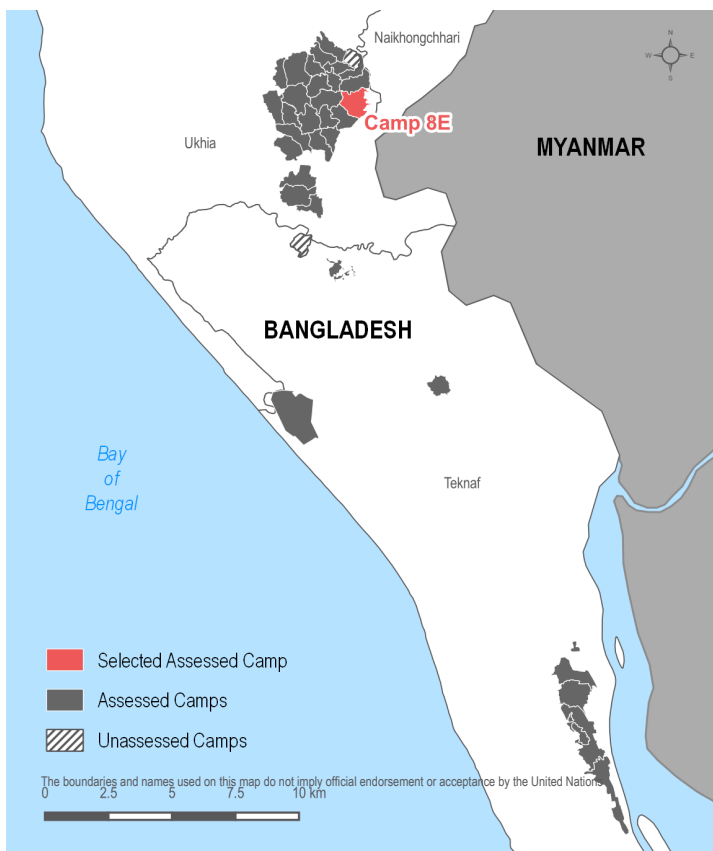 Naikhongchhari
N
W E
S
Camp 8E
Ukhia
MYANMAR
BANGLADESH
Bay
of
Bengal
Teknaf
Selected Assessed Camp
Assessed Camps
Unassessed Camps
The boundaries and names used on this map do not imply official endorsement or acceptance by the United Nations
0 2.5 5 7.5 10 km